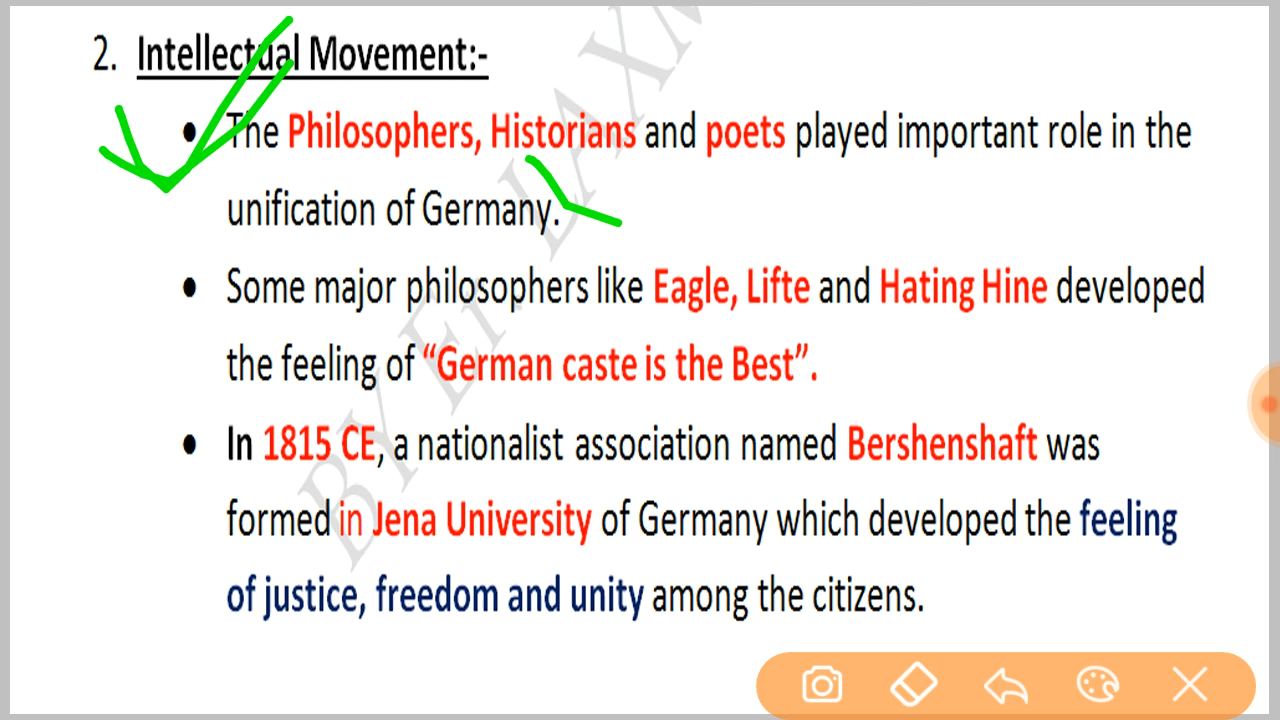 2. Intellectual Movement:-
• The Philosophers, Historians and poets played important role in the
unification of Germany.
• Some major philosophers like Eagle, Lifte and Hating Hine developed
the feeling of “German caste is the Best”.
• In 1815 CE, a nationalist association named Bershenshaft was
formed in Jena University of Germany which developed the feeling
of justice, freedom and unity among the citizens.
BY Er. LAXM